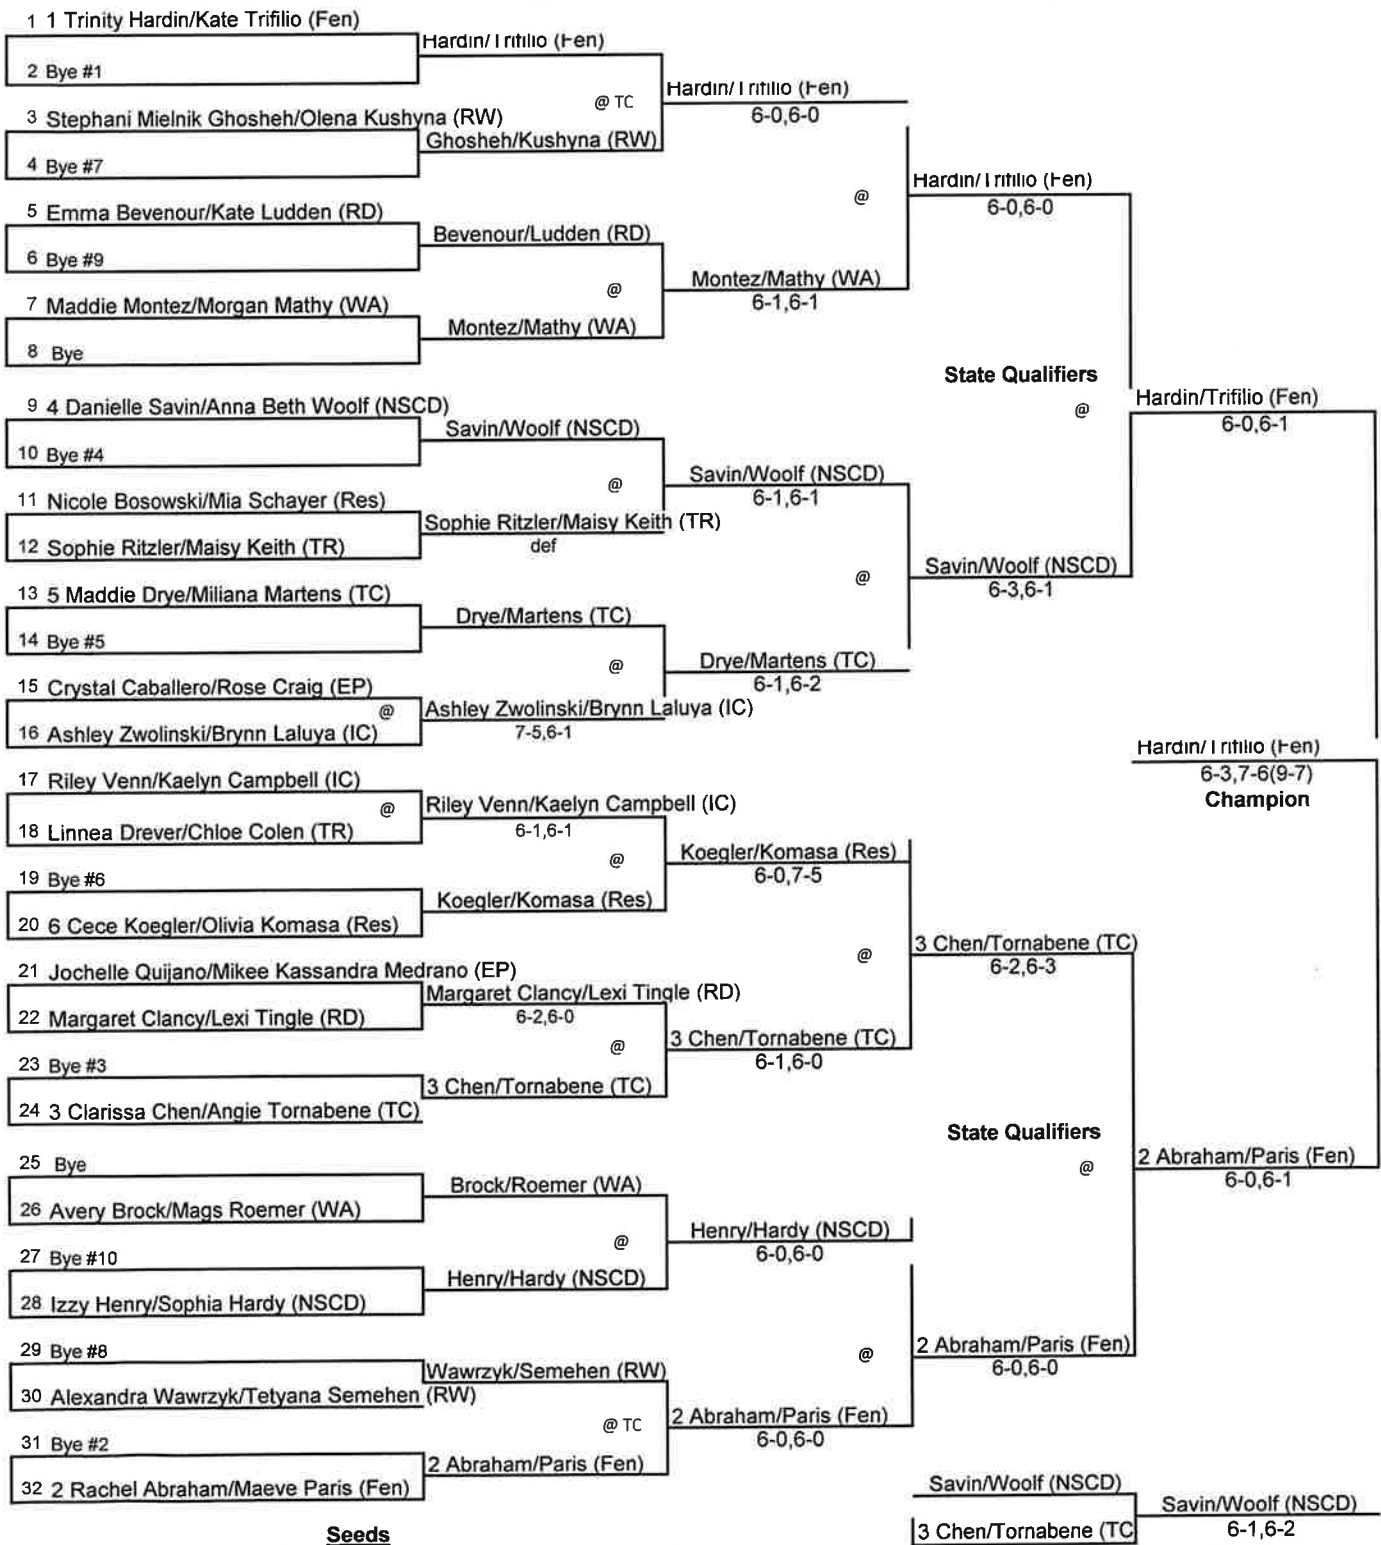 1 1 Trinity Hardin/Kate Trifilio (Fen)
Hardin/Trifilio (Fen)
2 Bye #1
@ TC
Hardin/Trifilio (Fen)
6-0,6-0
3 Stephani Mielnik Ghosheh/Olena Kushyna (RW)
Ghosheh/Kushyna (RW)
4 Bye #7
@
Hardin/Trifilio (Fen)
6-0,6-0
5 Emma Bevenour/Kate Ludden (RD)
Bevenour/Ludden (RD)
6 Bye #9
@
Montez/Mathy (WA)
6-1,6-1
7 Maddie Montez/Morgan Mathy (WA)
Montez/Mathy (WA)
8 Bye
State Qualifiers
@
Hardin/Trifilio (Fen)
6-0,6-1
9 4 Danielle Savin/Anna Beth Woolf (NSCD)
Savin/Woolf (NSCD)
10 Bye #4
@
Savin/Woolf (NSCD)
6-1,6-1
11 Nicole Bosowski/Mia Schayer (Res)
Sophie Ritzler/Maisy Keith (TR)
def
12 Sophie Ritzler/Maisy Keith (TR)
@
Savin/Woolf (NSCD)
6-3,6-1
13 5 Maddie Drye/Miliana Martens (TC)
Drye/Martens (TC)
14 Bye #5
@
Drye/Martens (TC)
6-1,6-2
15 Crystal Caballero/Rose Craig (EP)
@
Ashley Zwolinski/Brynn Laluya (IC)
7-5,6-1
16 Ashley Zwolinski/Brynn Laluya (IC)
Hardin/Trifilio (Fen)
6-3,7-6(9-7)
Champion
17 Riley Venn/Kaelyn Campbell (IC)
@
Riley Venn/Kaelyn Campbell (IC)
6-1,6-1
18 Linnea Drever/Chloe Colen (TR)
@
Koegler/Komasa (Res)
6-0,7-5
19 Bye #6
Koegler/Komasa (Res)
20 6 Cece Koegler/Olivia Komasa (Res)
@
3 Chen/Tornabene (TC)
6-2,6-3
21 Jochelle Quijano/Mikee Kassandra Medrano (EP)
Margaret Clancy/Lexi Tingle (RD)
6-2,6-0
22 Margaret Clancy/Lexi Tingle (RD)
@
3 Chen/Tornabene (TC)
6-1,6-0
23 Bye #3
3 Chen/Tornabene (TC)
24 3 Clarissa Chen/Angie Tornabene (TC)
State Qualifiers
@
2 Abraham/Paris (Fen)
6-0,6-1
25 Bye
Brock/Roemer (WA)
26 Avery Brock/Mags Roemer (WA)
@
Henry/Hardy (NSCD)
6-0,6-0
27 Bye #10
Henry/Hardy (NSCD)
28 Izzy Henry/Sophia Hardy (NSCD)
@
2 Abraham/Paris (Fen)
6-0,6-0
29 Bye #8
Wawrzyk/Semehen (RW)
30 Alexandra Wawrzyk/Tetyana Semehen (RW)
@ TC
2 Abraham/Paris (Fen)
6-0,6-0
31 Bye #2
2 Abraham/Paris (Fen)
32 2 Rachel Abraham/Maeve Paris (Fen)
Savin/Woolf (NSCD)
Savin/Woolf (NSCD)
6-1,6-2
3 Chen/Tornabene (TC
Seeds